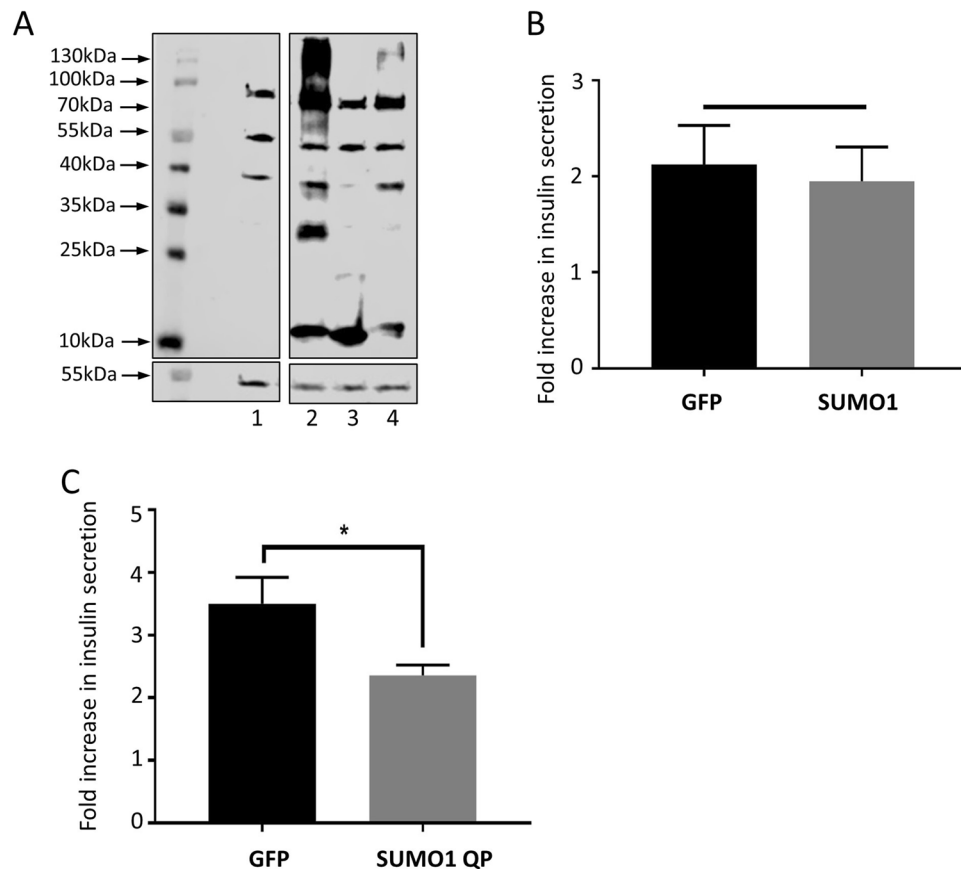 A
130kDa
100kDa
70kDa
55kDa
40kDa
35kDa
25kDa
10kDa
55kDa
1 2 3 4
B
Fold increase in insulin secretion
3
2
1
0
GFP SUMO1
C
Fold increase in insulin secretion
5
4
3
2
1
0
*
GFP SUMO1 QP